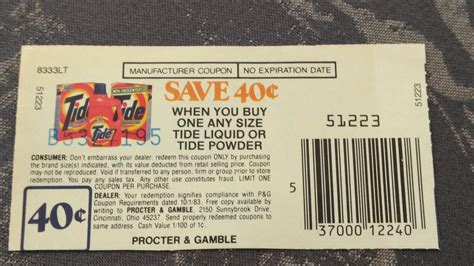 8333LT
MANUFACTURER COUPON | NO EXPIRATION DATE
51223
SAVE 40¢
WHEN YOU BUY
ONE ANY SIZE
TIDE LIQUID OR
TIDE POWDER
Tide
Tide
Tide
51223
51223
CONSUMER: Don't embarrass your dealer: redeem this coupon ONLY by purchasing
the brand size(s) indicated, with its value deducted from retail selling price. Coupon
may not be reproduced. Void if transferred to any person, firm or group prior to store
redemption. You pay any sales tax. Any other use constitutes fraud. LIMIT ONE
COUPON PER PURCHASE.
40¢
DEALER: Your redemption signifies compliance with P&G
Coupon Requirements dated 10/1/83. Free copy available by
writing to PROCTER & GAMBLE, 2150 Sunnybrook Drive,
Cincinnati, Ohio 45237. Send properly redeemed coupons to
same address. Cash Value 1-100 of 1¢.
PROCTER & GAMBLE
5
37000 12240